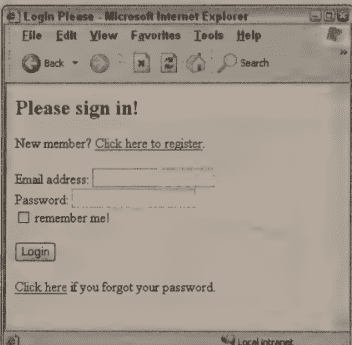 Login Please - Microsoft Internet Explorer
File Edit View Favorites Tools Help
Back Search
Please sign in!
New member? Click here to register.
Email address:
Password:
remember me!
Login
Click here if you forgot your password.
Local intranet